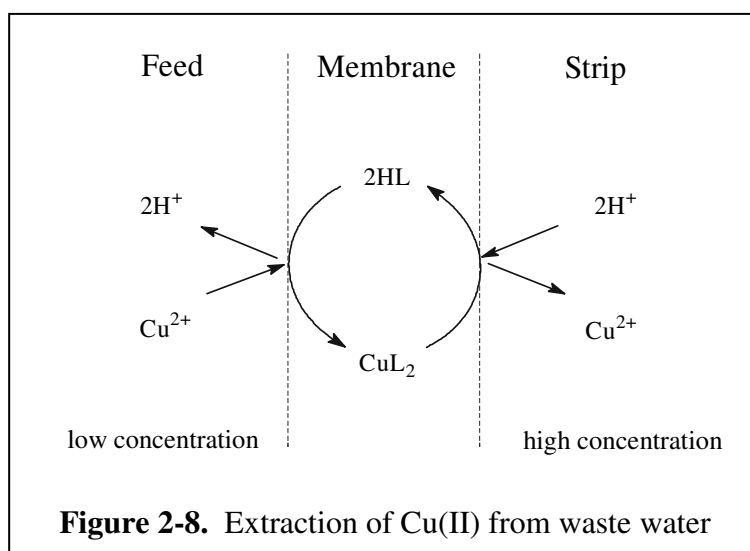 Feed Membrane Strip
2HL
2H⁺ 2H⁺
Cu²⁺ Cu²⁺
CuL₂
low concentration high concentration
Figure 2-8. Extraction of Cu(II) from waste water